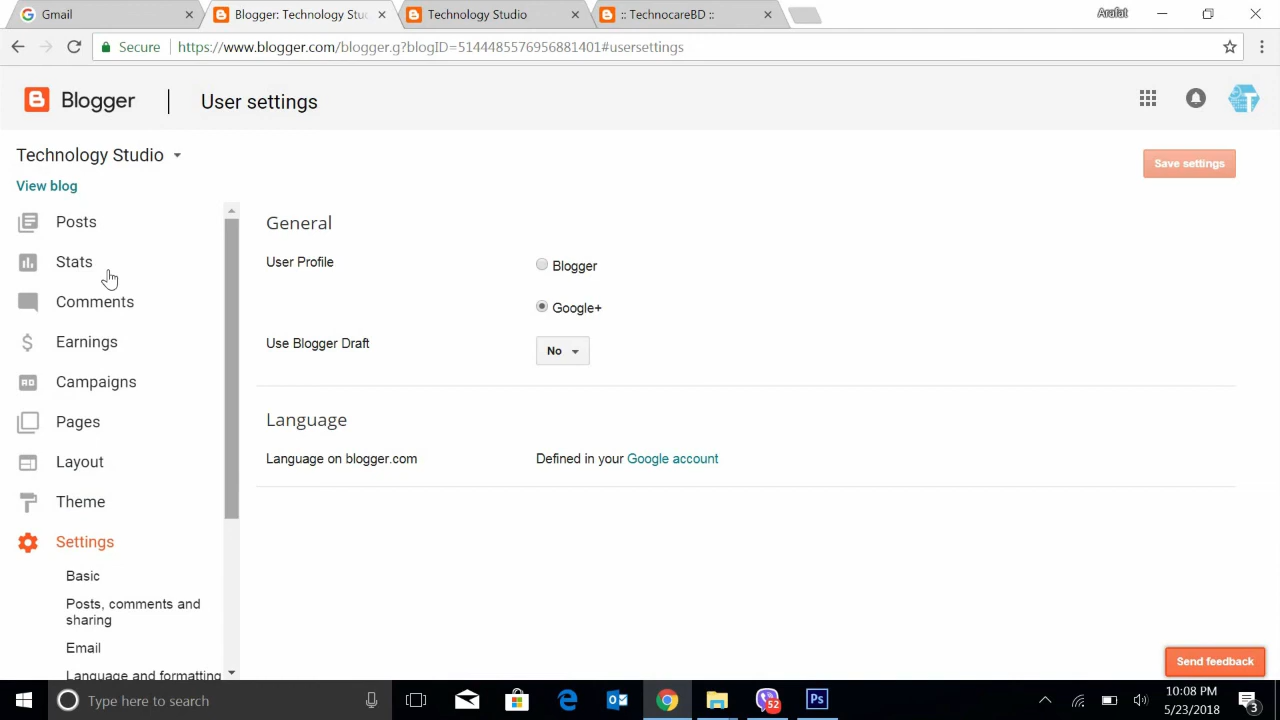 Gmail
Blogger: Technology Stu
Technology Studio
:: TechnocareBD ::
Arafat
Secure
https://www.blogger.com/blogger.g?blogID=5144485576956881401#usersettings
Blogger
User settings
Technology Studio
Save settings
View blog
Posts
Stats
Comments
Earnings
Campaigns
Pages
Layout
Theme
Settings
Basic
Posts, comments and
sharing
Email
Language and formatting
General
User Profile
Blogger
Google+
Use Blogger Draft
No
Language
Language on blogger.com
Defined in your Google account
Send feedback
Type here to search
52
Ps
10:08 PM
5/23/2018
3